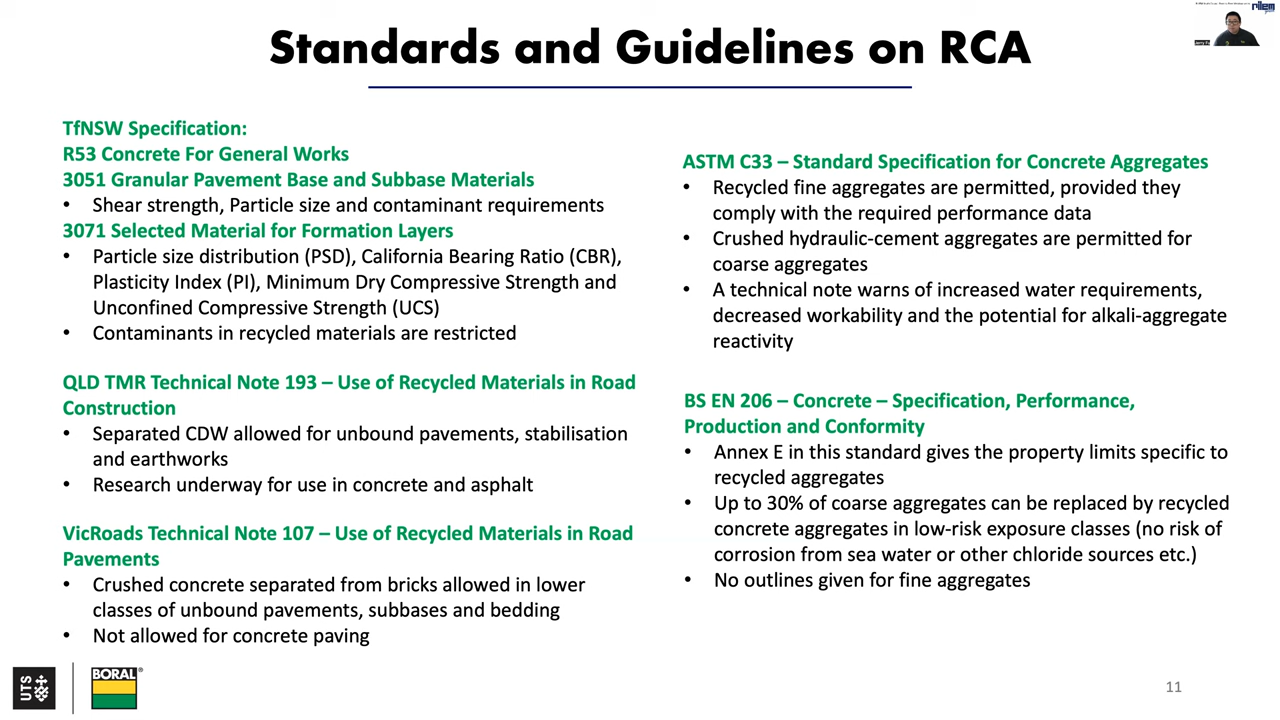 Standards and Guidelines on RCA
TfNSW Specification:
R53 Concrete For General Works
3051 Granular Pavement Base and Subbase Materials
• Shear strength, Particle size and contaminant requirements
3071 Selected Material for Formation Layers
• Particle size distribution (PSD), California Bearing Ratio (CBR),
Plasticity Index (PI), Minimum Dry Compressive Strength and
Unconfined Compressive Strength (UCS)
• Contaminants in recycled materials are restricted
QLD TMR Technical Note 193 – Use of Recycled Materials in Road
Construction
• Separated CDW allowed for unbound pavements, stabilisation
and earthworks
• Research underway for use in concrete and asphalt
VicRoads Technical Note 107 – Use of Recycled Materials in Road
Pavements
• Crushed concrete separated from bricks allowed in lower
classes of unbound pavements, subbases and bedding
• Not allowed for concrete paving
ASTM C33 – Standard Specification for Concrete Aggregates
• Recycled fine aggregates are permitted, provided they
comply with the required performance data
• Crushed hydraulic-cement aggregates are permitted for
coarse aggregates
• A technical note warns of increased water requirements,
decreased workability and the potential for alkali-aggregate
reactivity
BS EN 206 – Concrete – Specification, Performance,
Production and Conformity
• Annex E in this standard gives the property limits specific to
recycled aggregates
• Up to 30% of coarse aggregates can be replaced by recycled
concrete aggregates in low-risk exposure classes (no risk of
corrosion from sea water or other chloride sources etc.)
• No outlines given for fine aggregates
UTS
BORAL®
11
rilem